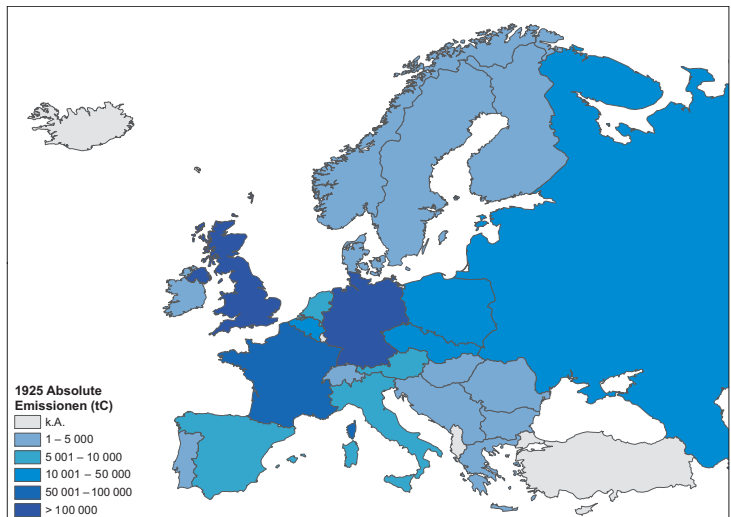 1925 Absolute
Emissionen (tC)
k.A.
1 – 5 000
5 001 – 10 000
10 001 – 50 000
50 001 – 100 000
> 100 000